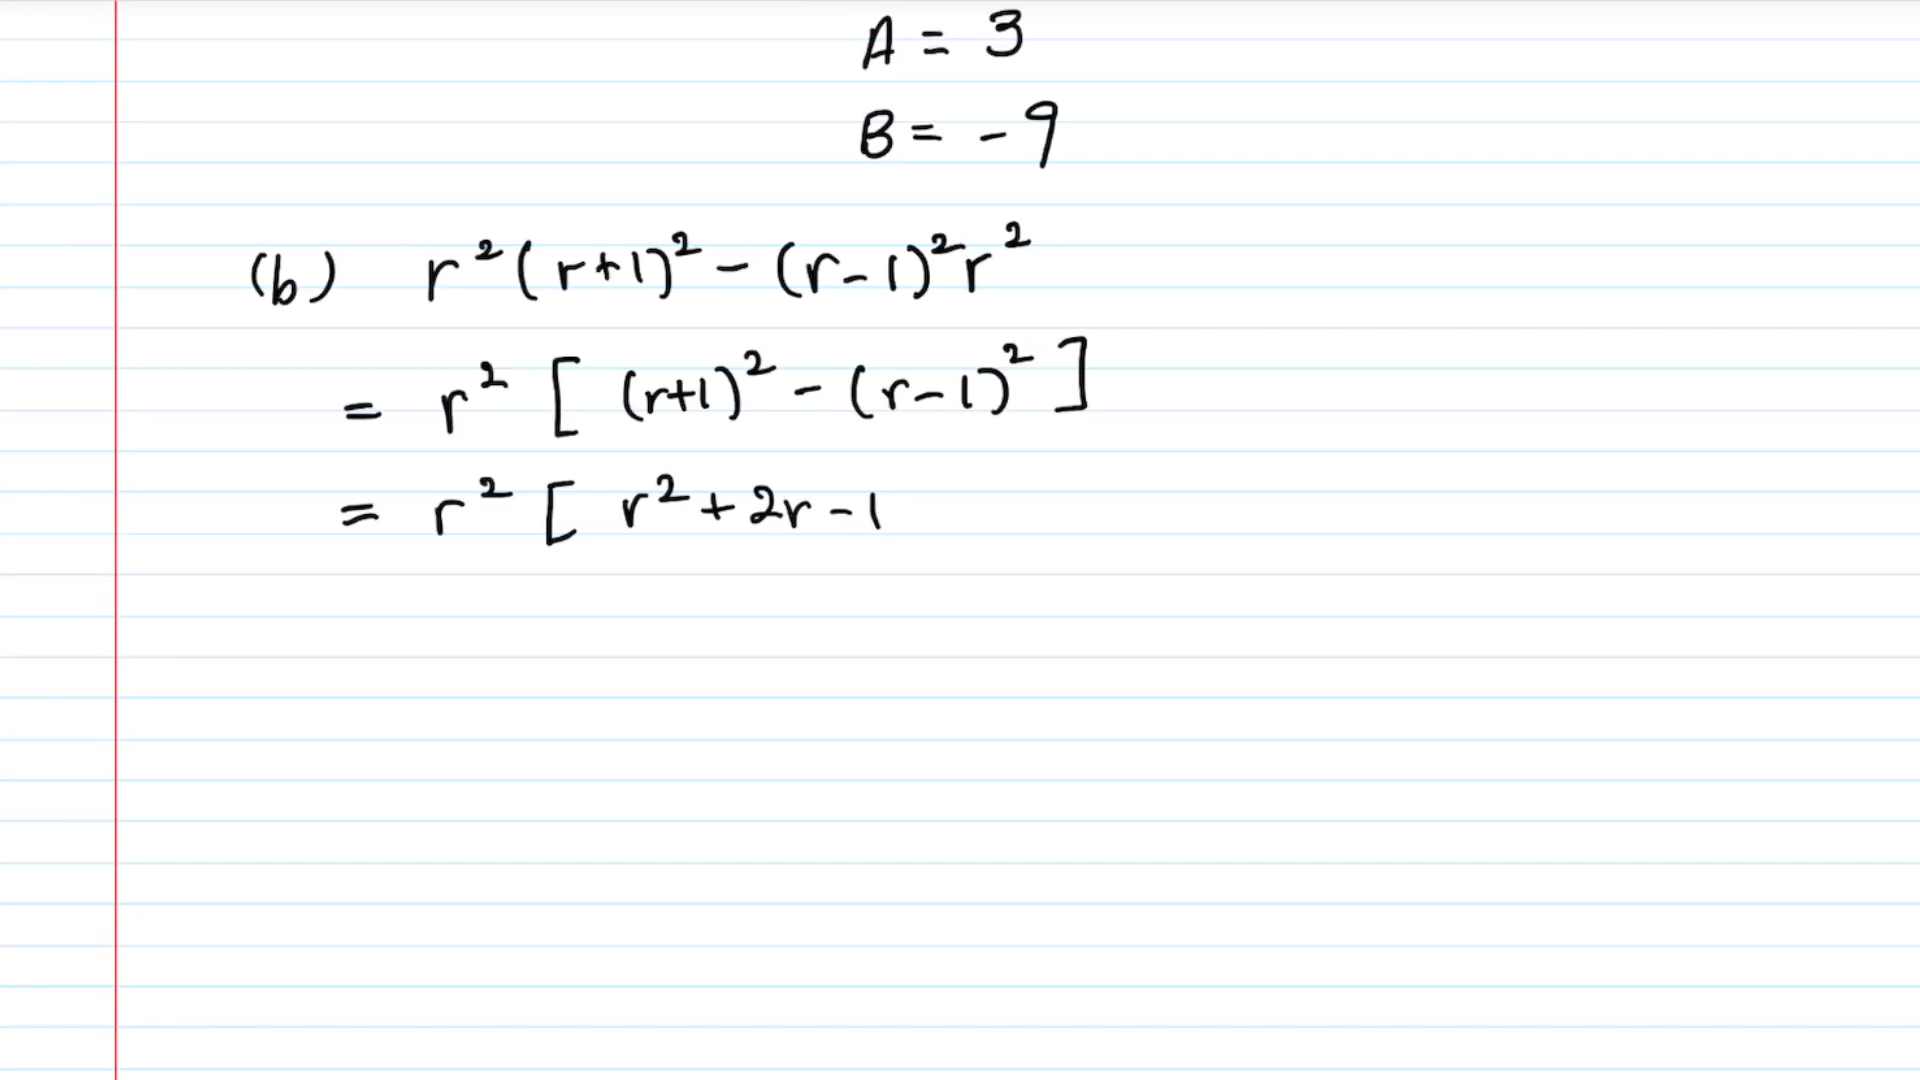 A = 3
B = -9
(b) r²(r+1)² - (r-1)²r²
= r² [ (r+1)² - (r-1)² ]
= r² [ r² + 2r - 1